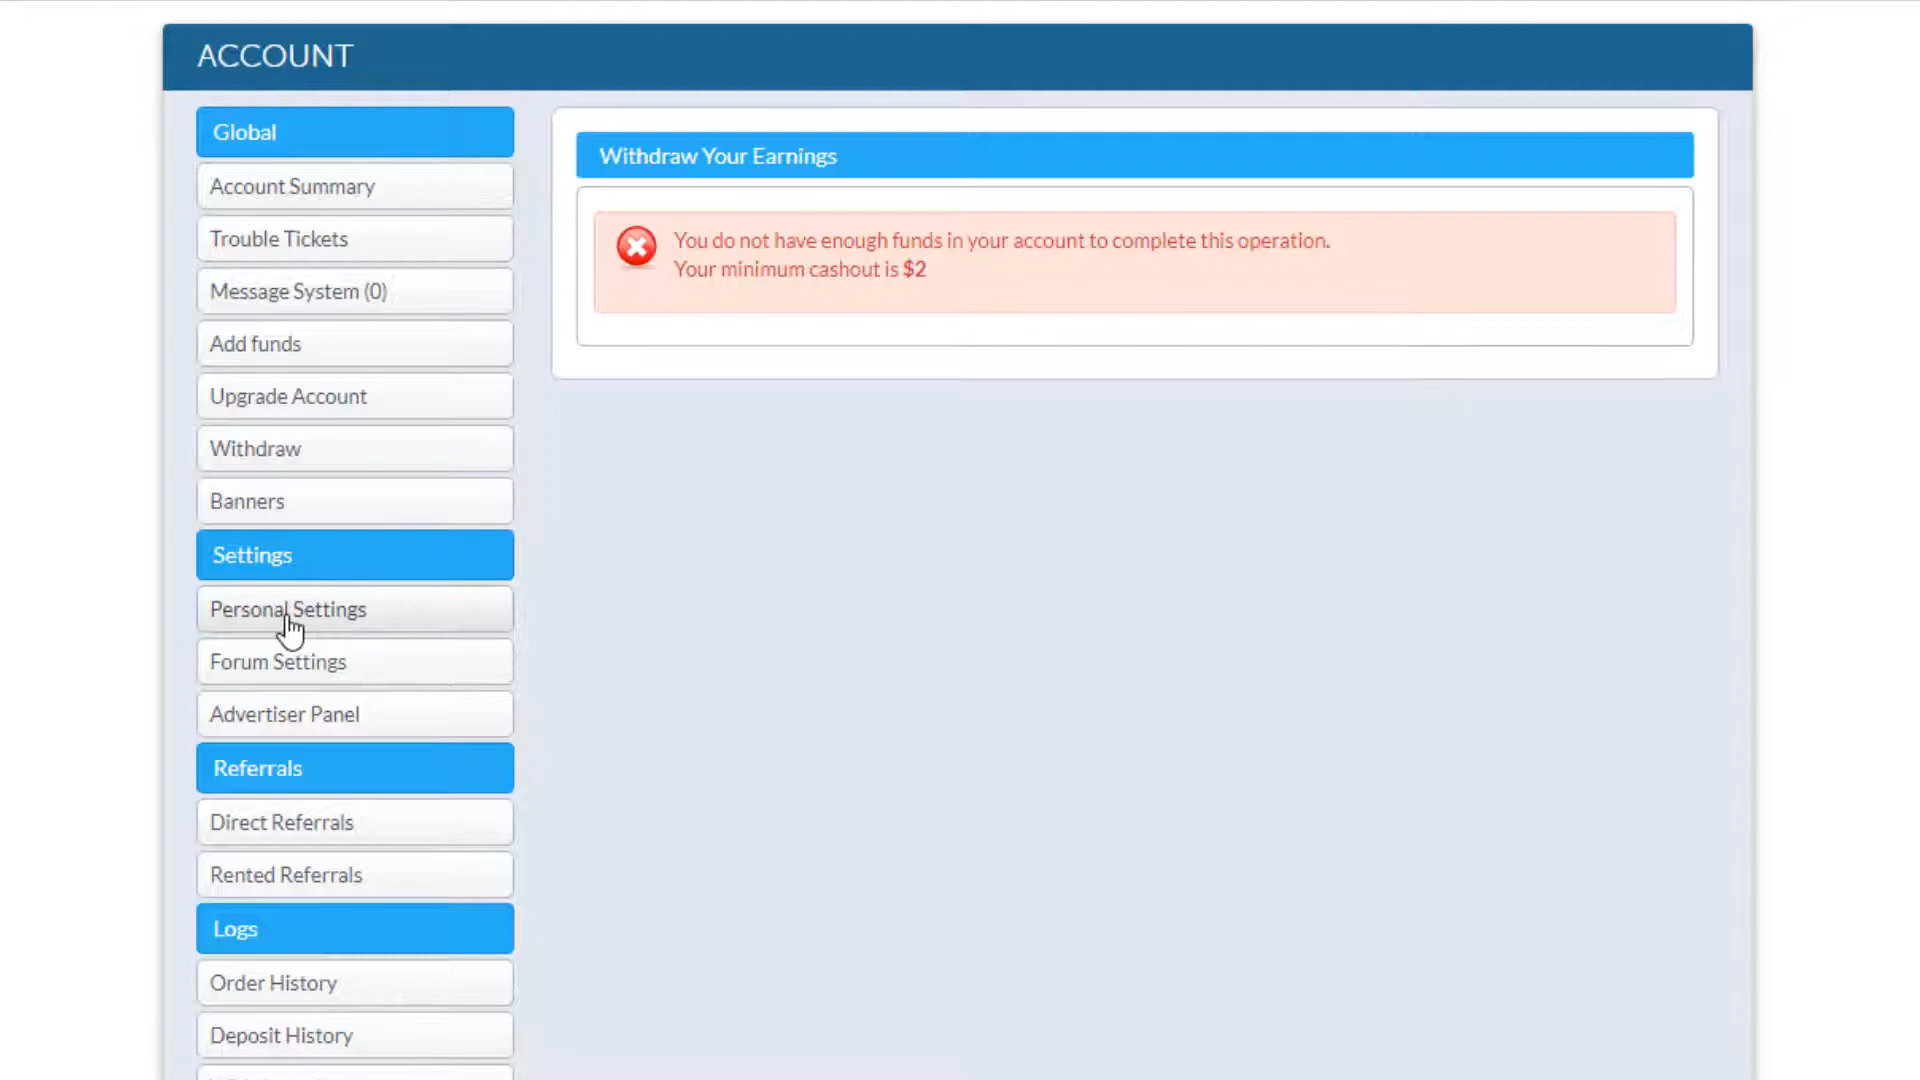 ACCOUNT
Global
Account Summary
Trouble Tickets
Message System (0)
Add funds
Upgrade Account
Withdraw
Banners
Settings
Personal Settings
Forum Settings
Advertiser Panel
Referrals
Direct Referrals
Rented Referrals
Logs
Order History
Deposit History
Withdraw Your Earnings
You do not have enough funds in your account to complete this operation.
Your minimum cashout is $2